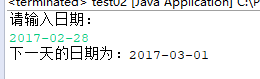 <terminated> test02 [Java Application] C:\P
请输入日期：
2017-02-28
下一天的日期为：2017-03-01